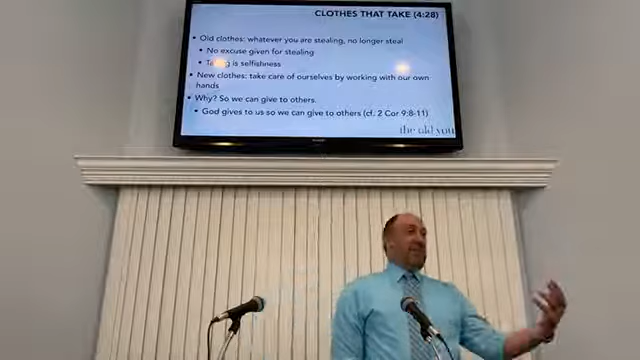 CLOTHES THAT TAKE (4:28)
• Old clothes: whatever you are stealing, no longer steal
• No excuse given for stealing
• Taking is selfishness
• New clothes: take care of ourselves by working with our own
hands
• Why? So we can give to others.
• God gives to us so we can give to others (cf. 2 Cor 9:8-11)
the old you